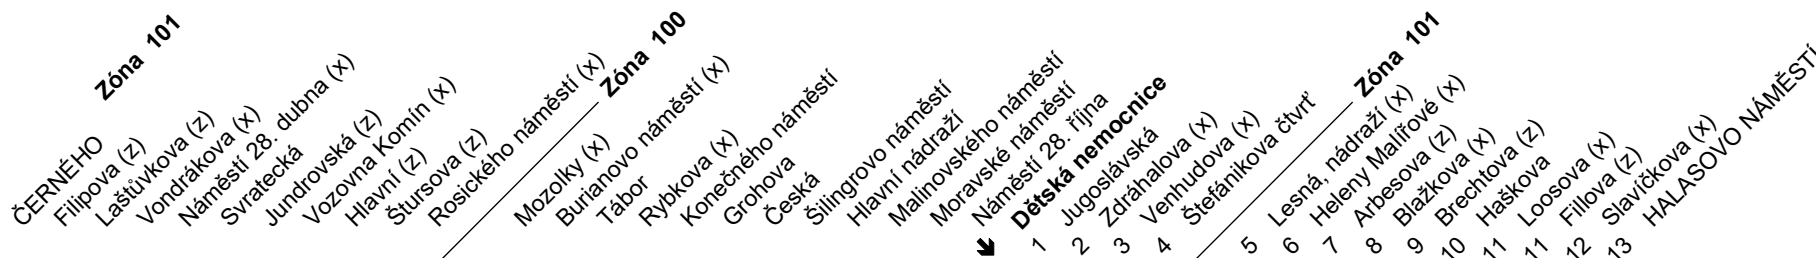 Zóna 101
ČERNÉHO
Filipova (z)
Laštůvkova (z)
Vondrákova (x)
Náměstí 28. dubna (x)
Svratecká
Jundrovská (z)
Vozovna Komín (x)
Hlavní (z)
Štursova (z)
Rosického náměstí (x)
Zóna 100
Mozolky (x)
Burianovo náměstí (x)
Tábor
Rybkova (x)
Konečného náměstí
Grohova
Česká
Šilingrovo náměstí
Hlavní nádraží
Malinovského náměstí
Moravské náměstí
Náměstí 28. října
Dětská nemocnice
1 Jugoslávská
2 Zdráhalova (x)
3 Venhudova (x)
4 Štefánikova čtvrť
Zóna 101
5 Lesná, nádraží (x)
6 Heleny Malířové (x)
7 Arbesova (z)
8 Blažkova (x)
9 Brechtova (z)
10 Haškova
11 Loosova (x)
11 Fillova (z)
12 Slavíčkova (x)
13 HALASOVO NÁMĚSTÍ